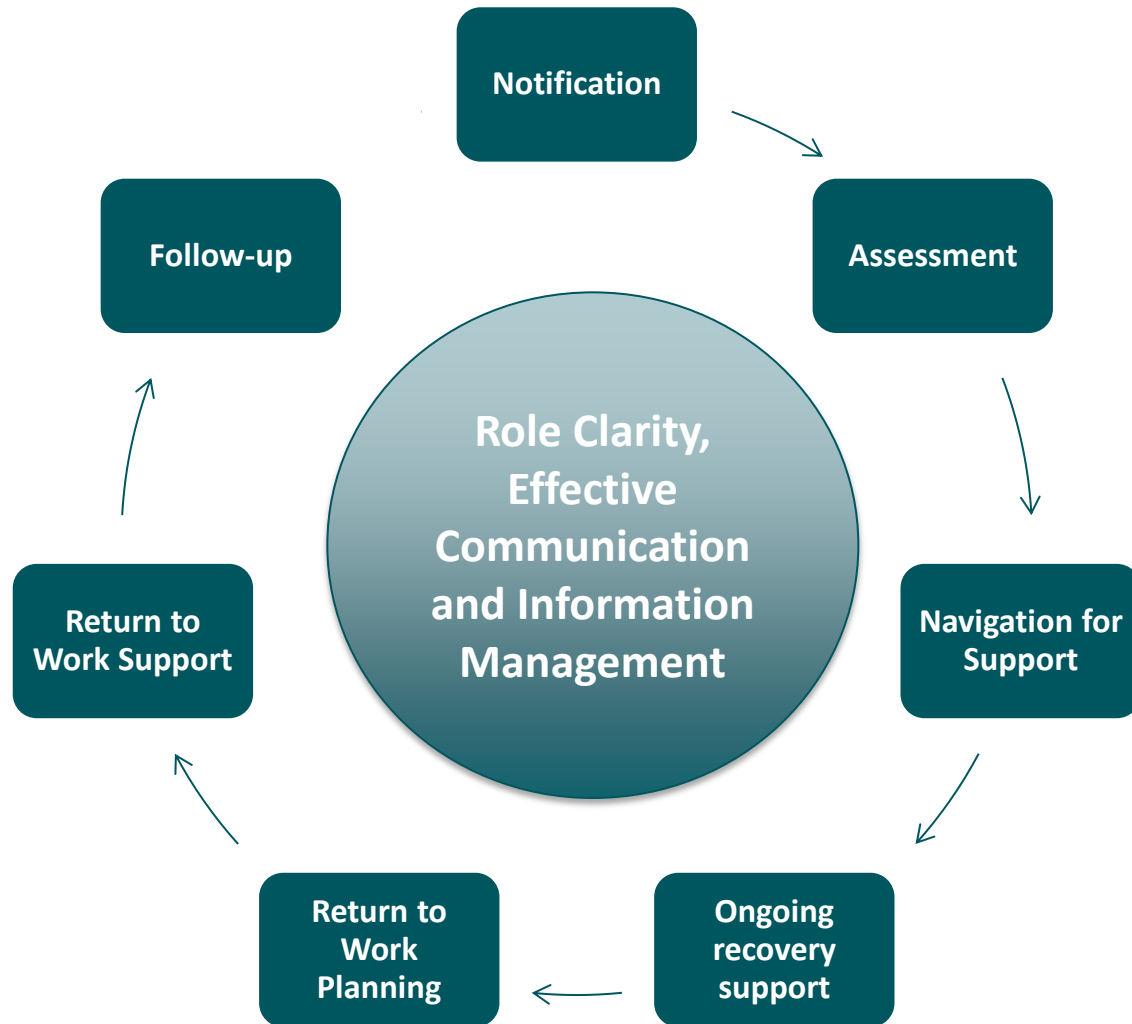 Notification
Assessment
Navigation for
Support
Ongoing
recovery
support
Return to
Work
Planning
Return to
Work Support
Follow-up
Role Clarity,
Effective
Communication
and Information
Management